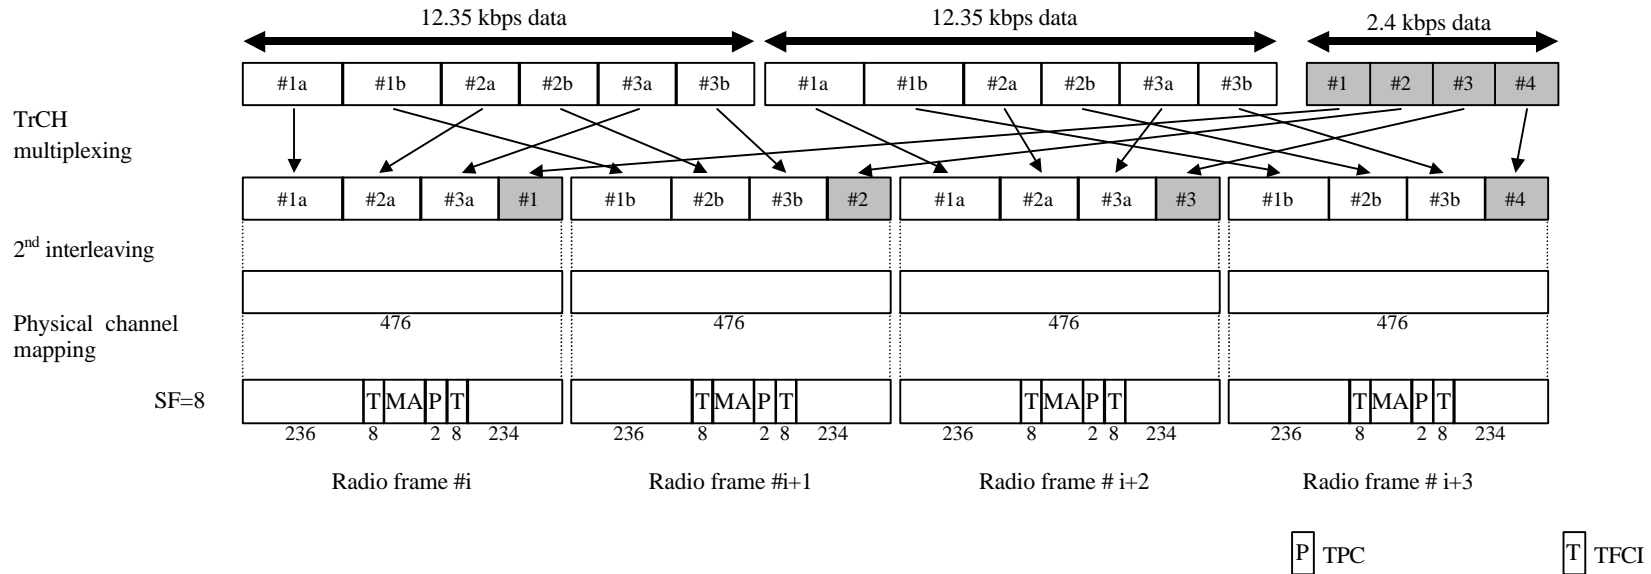 12.35 kbps data 12.35 kbps data 2.4 kbps data
#1a #1b #2a #2b #3a #3b #1a #1b #2a #2b #3a #3b #1 #2 #3 #4
TrCH
multiplexing
#1a #2a #3a #1 #1b #2b #3b #2 #1a #2a #3a #3 #1b #2b #3b #4
2nd interleaving
Physical channel
mapping
476 476 476 476
SF=8 T MA P T T MA P T T MA P T T MA P T
236 8 2 8 234 236 8 2 8 234 236 8 2 8 234 236 8 2 8 234
Radio frame #i Radio frame #i+1 Radio frame # i+2 Radio frame # i+3
P TPC T TFCI